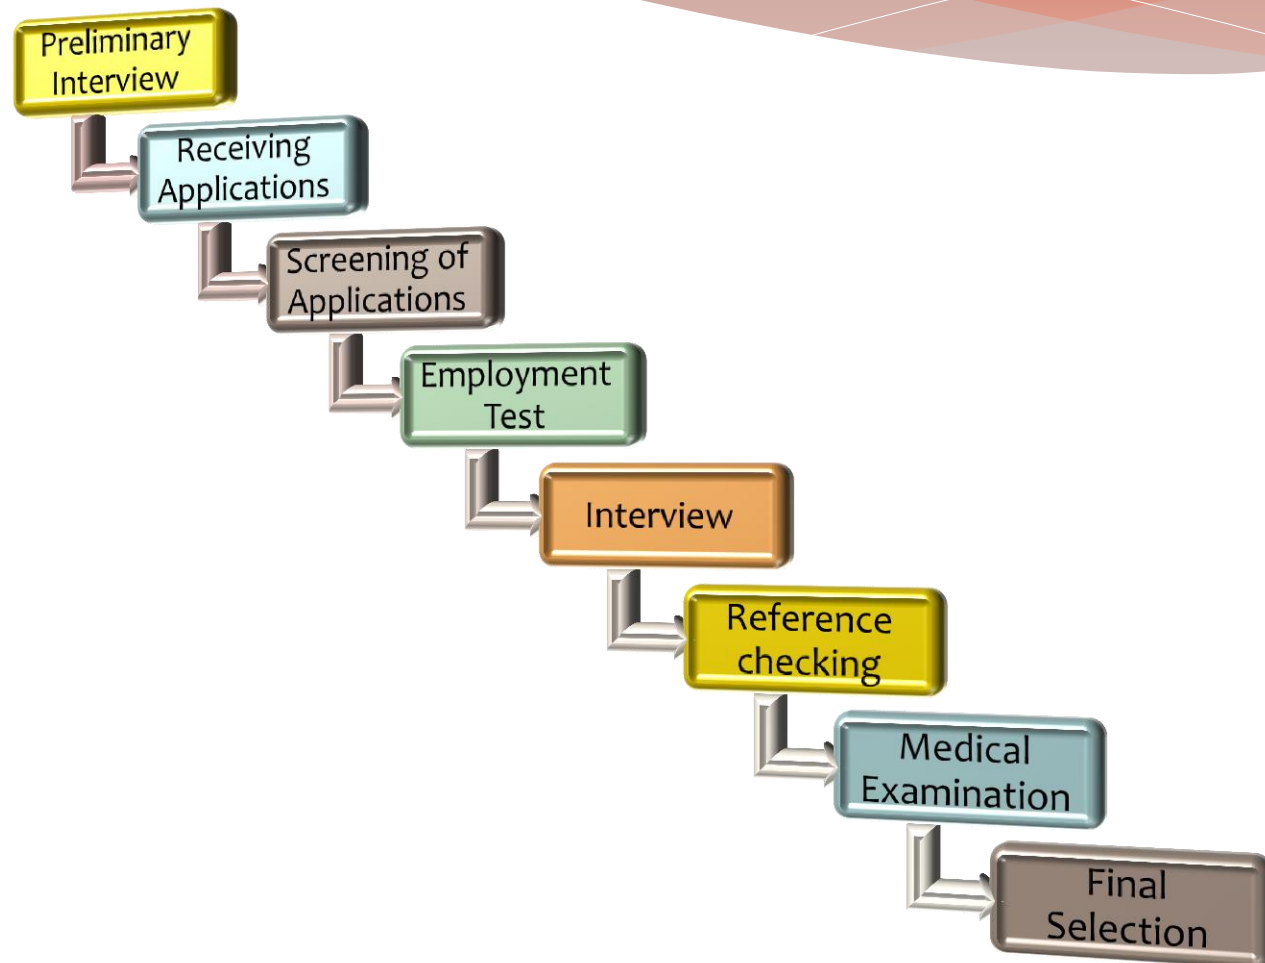 Preliminary
Interview
Receiving
Applications
Screening of
Applications
Employment
Test
Interview
Reference
checking
Medical
Examination
Final
Selection